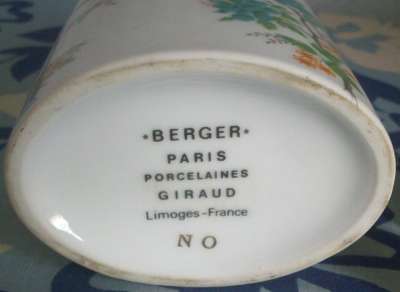 *BERGER*
PARIS
PORCELAINES
GIRAUD
Limoges-France
NO